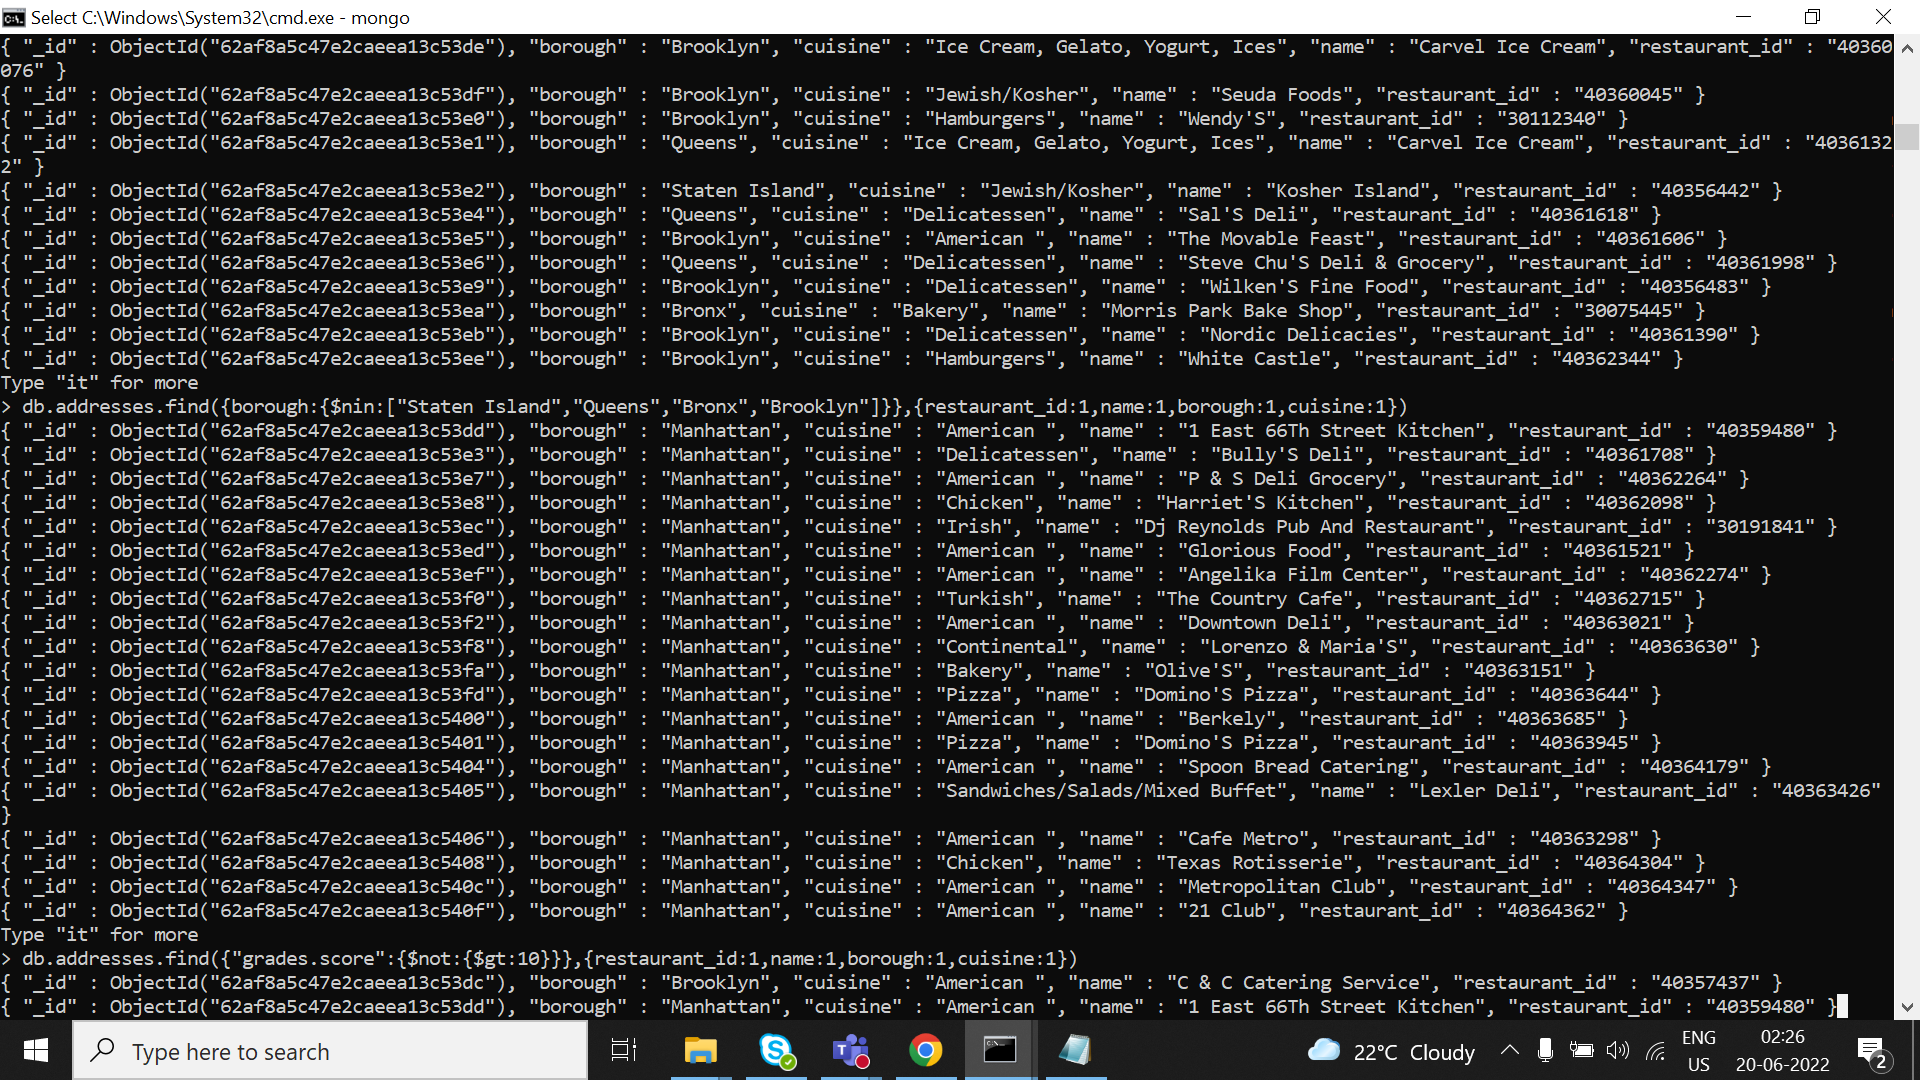 Select C:\Windows\System32\cmd.exe - mongo
{ "_id" : ObjectId("62af8a5c47e2caeea13c53de"), "borough" : "Brooklyn", "cuisine" : "Ice Cream, Gelato, Yogurt, Ices", "name" : "Carvel Ice Cream", "restaurant_id" : "40360
076" }
{ "_id" : ObjectId("62af8a5c47e2caeea13c53df"), "borough" : "Brooklyn", "cuisine" : "Jewish/Kosher", "name" : "Seuda Foods", "restaurant_id" : "40360045" }
{ "_id" : ObjectId("62af8a5c47e2caeea13c53e0"), "borough" : "Brooklyn", "cuisine" : "Hamburgers", "name" : "Wendy'S", "restaurant_id" : "30112340" }
{ "_id" : ObjectId("62af8a5c47e2caeea13c53e1"), "borough" : "Queens", "cuisine" : "Ice Cream, Gelato, Yogurt, Ices", "name" : "Carvel Ice Cream", "restaurant_id" : "4036132
2" }
{ "_id" : ObjectId("62af8a5c47e2caeea13c53e2"), "borough" : "Staten Island", "cuisine" : "Jewish/Kosher", "name" : "Kosher Island", "restaurant_id" : "40356442" }
{ "_id" : ObjectId("62af8a5c47e2caeea13c53e4"), "borough" : "Queens", "cuisine" : "Delicatessen", "name" : "Sal'S Deli", "restaurant_id" : "40361618" }
{ "_id" : ObjectId("62af8a5c47e2caeea13c53e5"), "borough" : "Brooklyn", "cuisine" : "American ", "name" : "The Movable Feast", "restaurant_id" : "40361606" }
{ "_id" : ObjectId("62af8a5c47e2caeea13c53e6"), "borough" : "Queens", "cuisine" : "Delicatessen", "name" : "Steve Chu'S Deli & Grocery", "restaurant_id" : "40361998" }
{ "_id" : ObjectId("62af8a5c47e2caeea13c53e9"), "borough" : "Brooklyn", "cuisine" : "Delicatessen", "name" : "Wilken'S Fine Food", "restaurant_id" : "40356483" }
{ "_id" : ObjectId("62af8a5c47e2caeea13c53ea"), "borough" : "Bronx", "cuisine" : "Bakery", "name" : "Morris Park Bake Shop", "restaurant_id" : "30075445" }
{ "_id" : ObjectId("62af8a5c47e2caeea13c53eb"), "borough" : "Brooklyn", "cuisine" : "Delicatessen", "name" : "Nordic Delicacies", "restaurant_id" : "40361390" }
{ "_id" : ObjectId("62af8a5c47e2caeea13c53ee"), "borough" : "Brooklyn", "cuisine" : "Hamburgers", "name" : "White Castle", "restaurant_id" : "40362344" }
Type "it" for more
> db.addresses.find({borough:{$nin:["Staten Island","Queens","Bronx","Brooklyn"]}},{restaurant_id:1,name:1,borough:1,cuisine:1})
{ "_id" : ObjectId("62af8a5c47e2caeea13c53dd"), "borough" : "Manhattan", "cuisine" : "American ", "name" : "1 East 66Th Street Kitchen", "restaurant_id" : "40359480" }
{ "_id" : ObjectId("62af8a5c47e2caeea13c53e3"), "borough" : "Manhattan", "cuisine" : "Delicatessen", "name" : "Bully'S Deli", "restaurant_id" : "40361708" }
{ "_id" : ObjectId("62af8a5c47e2caeea13c53e7"), "borough" : "Manhattan", "cuisine" : "American ", "name" : "P & S Deli Grocery", "restaurant_id" : "40362264" }
{ "_id" : ObjectId("62af8a5c47e2caeea13c53e8"), "borough" : "Manhattan", "cuisine" : "Chicken", "name" : "Harriet'S Kitchen", "restaurant_id" : "40362098" }
{ "_id" : ObjectId("62af8a5c47e2caeea13c53ec"), "borough" : "Manhattan", "cuisine" : "Irish", "name" : "Dj Reynolds Pub And Restaurant", "restaurant_id" : "30191841" }
{ "_id" : ObjectId("62af8a5c47e2caeea13c53ed"), "borough" : "Manhattan", "cuisine" : "American ", "name" : "Glorious Food", "restaurant_id" : "40361521" }
{ "_id" : ObjectId("62af8a5c47e2caeea13c53ef"), "borough" : "Manhattan", "cuisine" : "American ", "name" : "Angelika Film Center", "restaurant_id" : "40362274" }
{ "_id" : ObjectId("62af8a5c47e2caeea13c53f0"), "borough" : "Manhattan", "cuisine" : "Turkish", "name" : "The Country Cafe", "restaurant_id" : "40362715" }
{ "_id" : ObjectId("62af8a5c47e2caeea13c53f2"), "borough" : "Manhattan", "cuisine" : "American ", "name" : "Downtown Deli", "restaurant_id" : "40363021" }
{ "_id" : ObjectId("62af8a5c47e2caeea13c53f8"), "borough" : "Manhattan", "cuisine" : "Continental", "name" : "Lorenzo & Maria'S", "restaurant_id" : "40363630" }
{ "_id" : ObjectId("62af8a5c47e2caeea13c53fa"), "borough" : "Manhattan", "cuisine" : "Bakery", "name" : "Olive'S", "restaurant_id" : "40363151" }
{ "_id" : ObjectId("62af8a5c47e2caeea13c53fd"), "borough" : "Manhattan", "cuisine" : "Pizza", "name" : "Domino'S Pizza", "restaurant_id" : "40363644" }
{ "_id" : ObjectId("62af8a5c47e2caeea13c5400"), "borough" : "Manhattan", "cuisine" : "American ", "name" : "Berkely", "restaurant_id" : "40363685" }
{ "_id" : ObjectId("62af8a5c47e2caeea13c5401"), "borough" : "Manhattan", "cuisine" : "Pizza", "name" : "Domino'S Pizza", "restaurant_id" : "40363945" }
{ "_id" : ObjectId("62af8a5c47e2caeea13c5404"), "borough" : "Manhattan", "cuisine" : "American ", "name" : "Spoon Bread Catering", "restaurant_id" : "40364179" }
{ "_id" : ObjectId("62af8a5c47e2caeea13c5405"), "borough" : "Manhattan", "cuisine" : "Sandwiches/Salads/Mixed Buffet", "name" : "Lexler Deli", "restaurant_id" : "40363426"
}
{ "_id" : ObjectId("62af8a5c47e2caeea13c5406"), "borough" : "Manhattan", "cuisine" : "American ", "name" : "Cafe Metro", "restaurant_id" : "40363298" }
{ "_id" : ObjectId("62af8a5c47e2caeea13c5408"), "borough" : "Manhattan", "cuisine" : "Chicken", "name" : "Texas Rotisserie", "restaurant_id" : "40364304" }
{ "_id" : ObjectId("62af8a5c47e2caeea13c540c"), "borough" : "Manhattan", "cuisine" : "American ", "name" : "Metropolitan Club", "restaurant_id" : "40364347" }
{ "_id" : ObjectId("62af8a5c47e2caeea13c540f"), "borough" : "Manhattan", "cuisine" : "American ", "name" : "21 Club", "restaurant_id" : "40364362" }
Type "it" for more
> db.addresses.find({"grades.score":{$not:{$gt:10}}},{restaurant_id:1,name:1,borough:1,cuisine:1})
{ "_id" : ObjectId("62af8a5c47e2caeea13c53dc"), "borough" : "Brooklyn", "cuisine" : "American ", "name" : "C & C Catering Service", "restaurant_id" : "40357437" }
{ "_id" : ObjectId("62af8a5c47e2caeea13c53dd"), "borough" : "Manhattan", "cuisine" : "American ", "name" : "1 East 66Th Street Kitchen", "restaurant_id" : "40359480" }
Type here to search
22°C Cloudy
ENG
US
02:26
20-06-2022
2